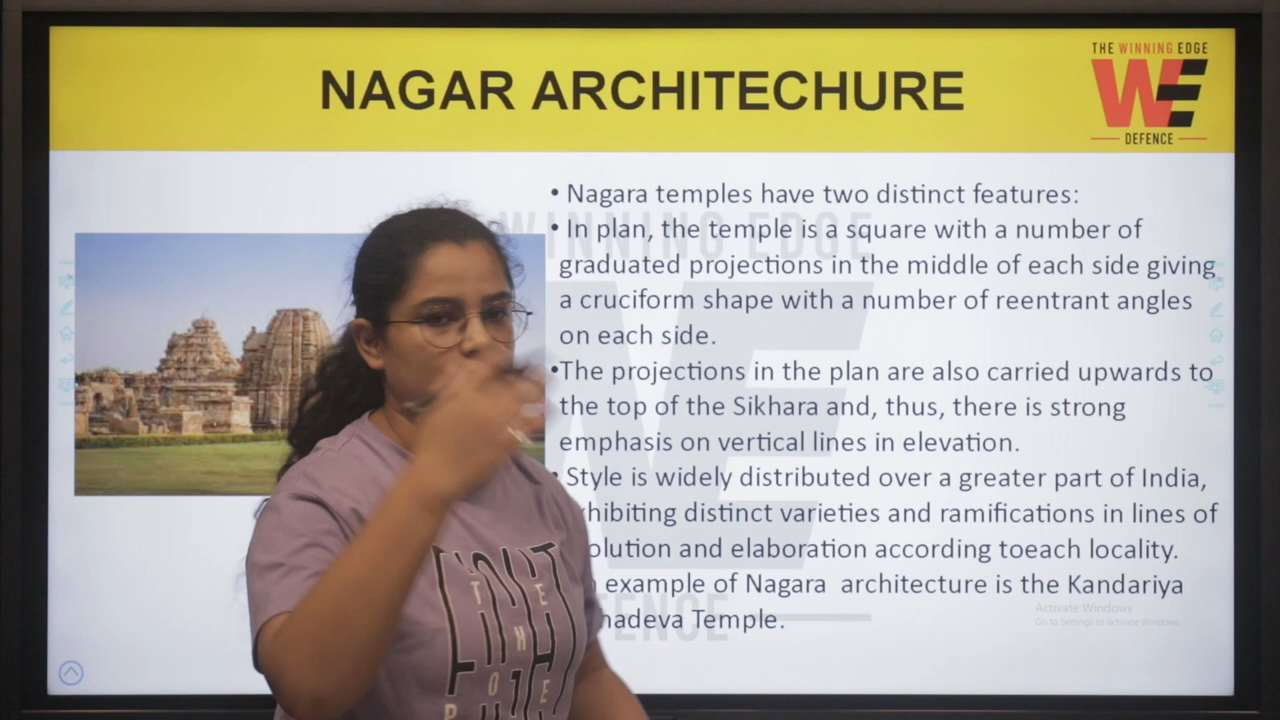 NAGAR ARCHITECHURE
THE WINNING EDGE
WE
DEFENCE
• Nagara temples have two distinct features:
• In plan, the temple is a square with a number of
graduated projections in the middle of each side giving
a cruciform shape with a number of reentrant angles
on each side.
•The projections in the plan are also carried upwards to
the top of the Sikhara and, thus, there is strong
emphasis on vertical lines in elevation.
• Style is widely distributed over a greater part of India,
hibiting distinct varieties and ramifications in lines of
olution and elaboration according toeach locality.
example of Nagara architecture is the Kandariya
hadeva Temple.
WINNING EDGE
Activate Windows
Go to Settings to activate Windows.